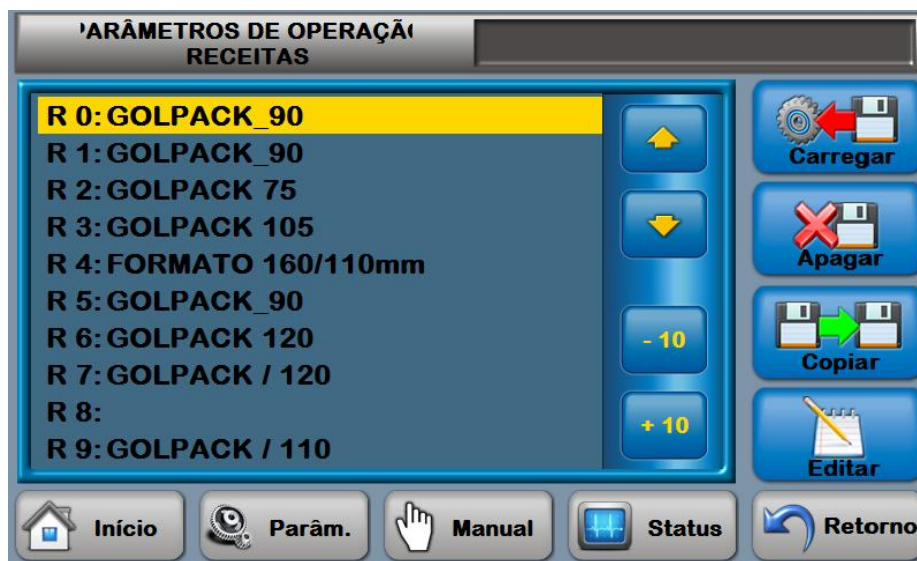 PARÂMETROS DE OPERAÇÃO
RECEITAS
R 0: GOLPACK_90
R 1: GOLPACK_90
R 2: GOLPACK 75
R 3: GOLPACK 105
R 4: FORMATO 160/110mm
R 5: GOLPACK_90
R 6: GOLPACK 120
R 7: GOLPACK / 120
R 8:
R 9: GOLPACK / 110
- 10
+ 10
Carregar
Apagar
Copiar
Editar
Início
Parâm.
Manual
Status
Retorno